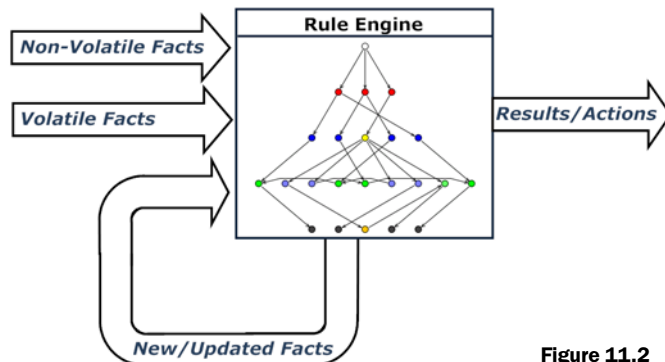 Rule Engine
Non-Volatile Facts
Volatile Facts
Results/Actions
New/Updated Facts
Figure 11.2